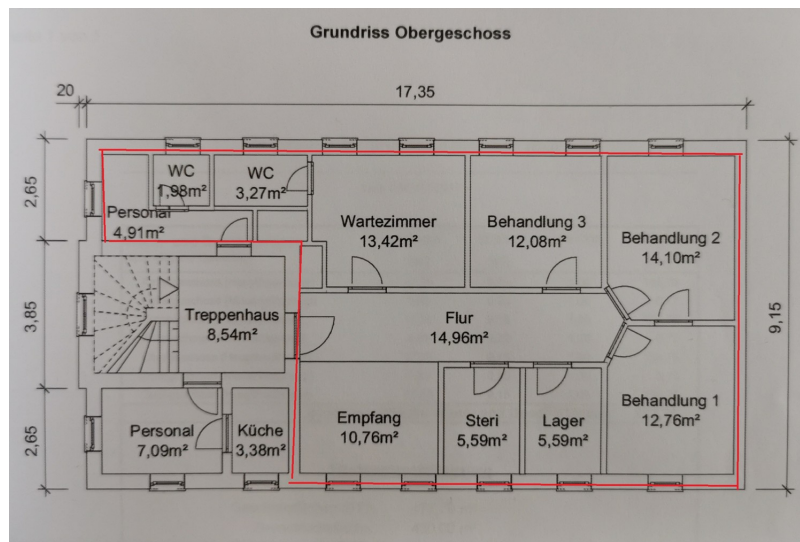 Grundriss Obergeschoss
20
17,35
2,65
3,85
2,65
9,15
WC
1,98m²
WC
3,27m²
Personal
4,91m²
Wartezimmer
13,42m²
Behandlung 3
12,08m²
Behandlung 2
14,10m²
Treppenhaus
8,54m²
Flur
14,96m²
Personal
7,09m²
Küche
3,38m²
Empfang
10,76m²
Steri
5,59m²
Lager
5,59m²
Behandlung 1
12,76m²